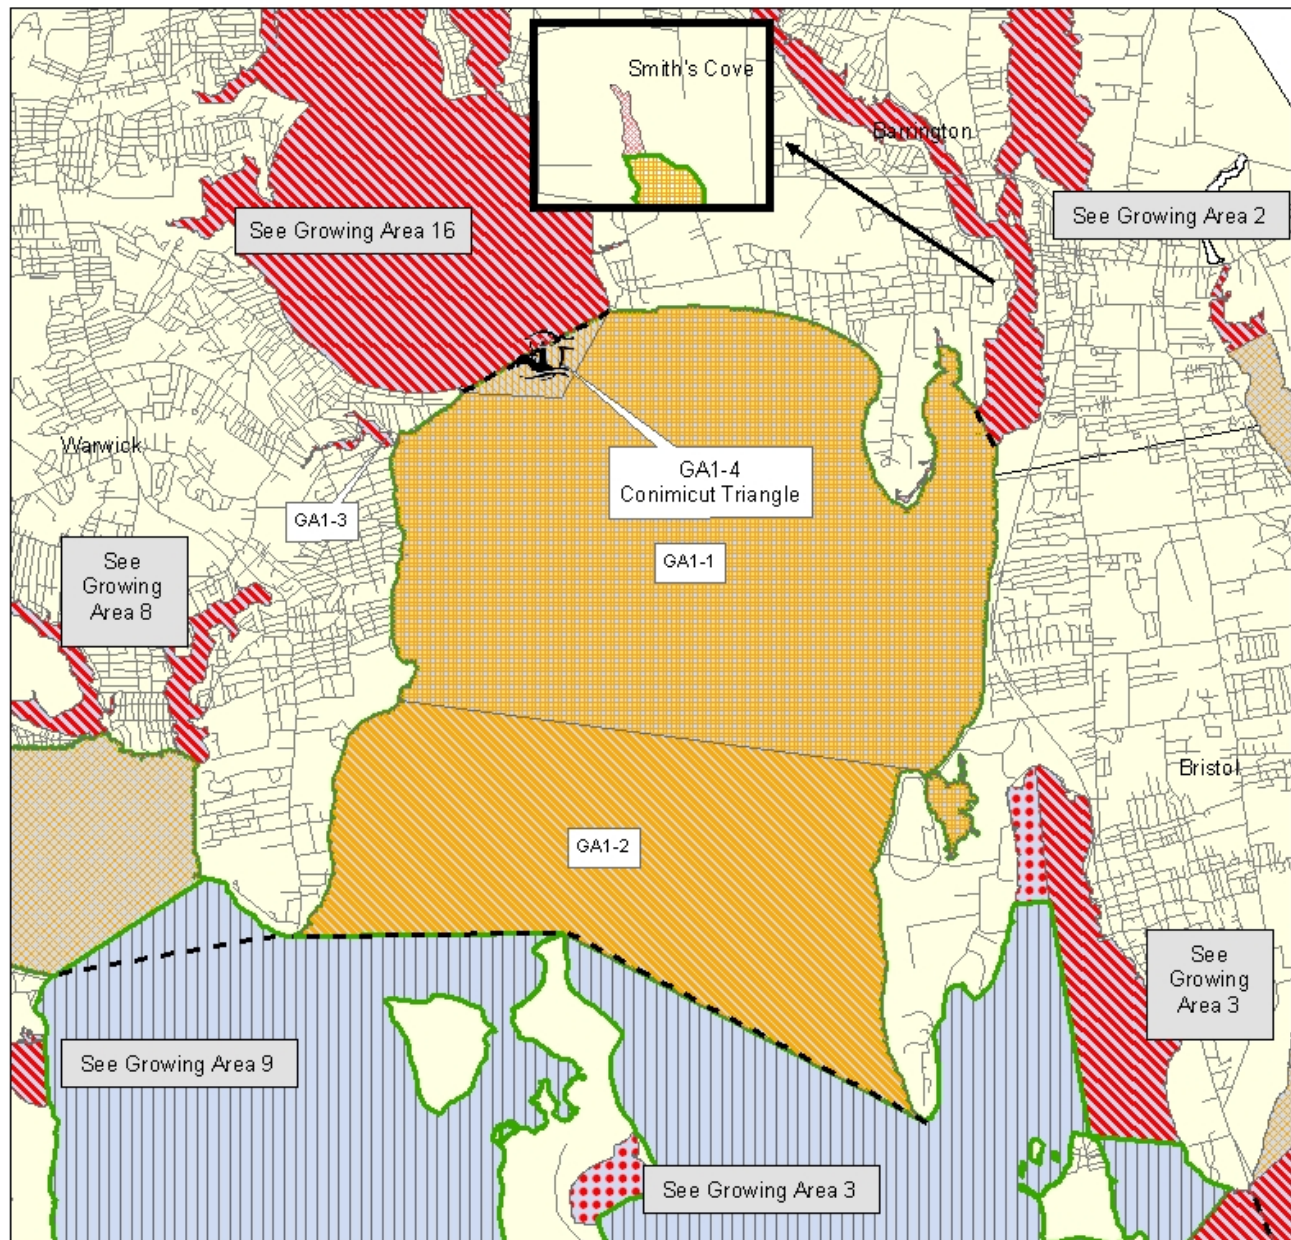 Smith's Cove
Barrington
See Growing Area 16
See Growing Area 2
Warwick
GA1-4
Conimicut Triangle
GA1-3
See
Growing
Area 8
GA1-1
Bristol
GA1-2
See
Growing
Area 3
See Growing Area 9
See Growing Area 3